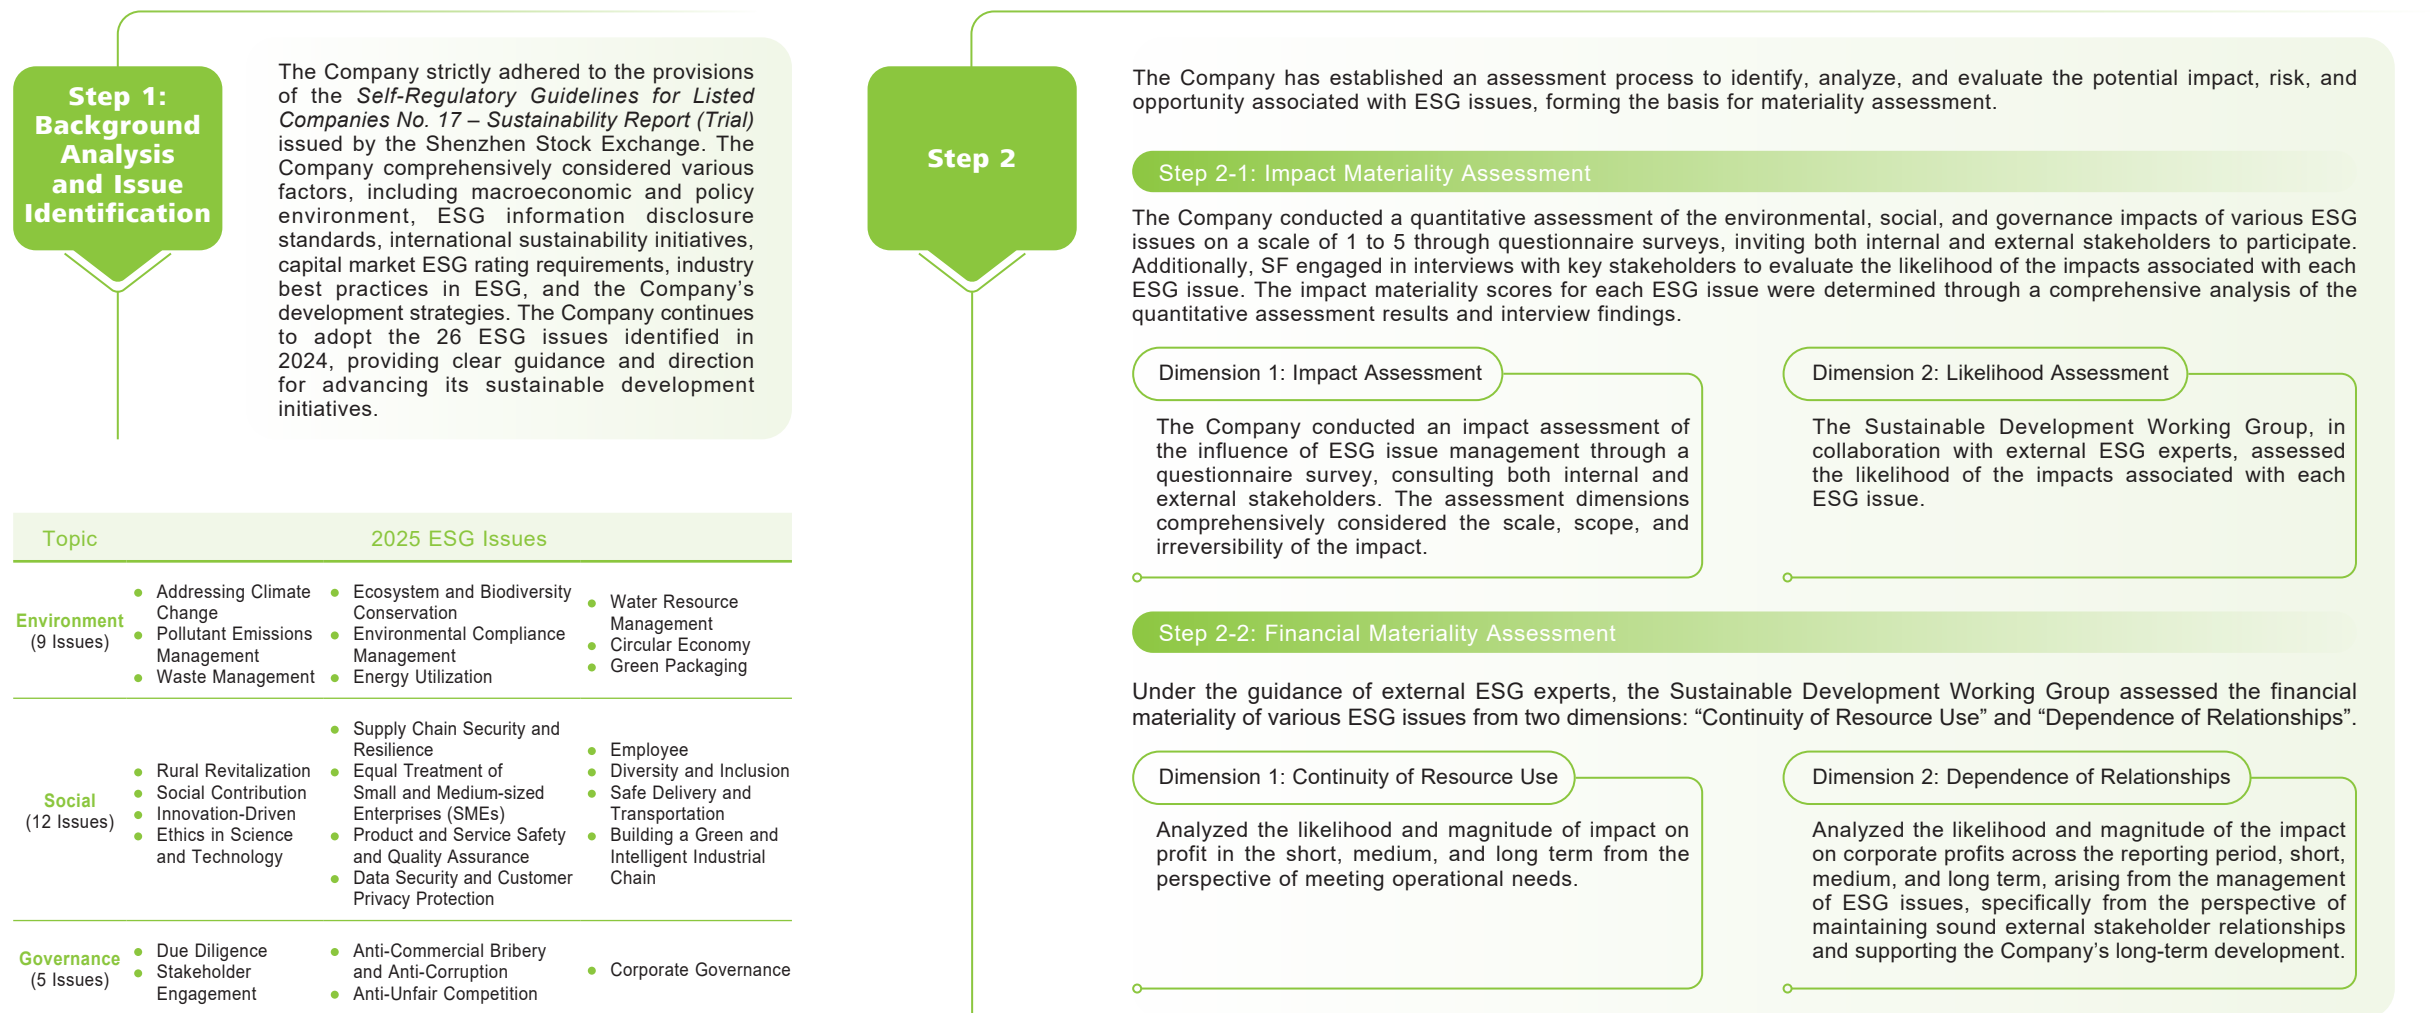 Step 1:
Background
Analysis
and Issue
Identification
The Company strictly adhered to the provisions
of the Self-Regulatory Guidelines for Listed
Companies No. 17 – Sustainability Report (Trial)
issued by the Shenzhen Stock Exchange. The
Company comprehensively considered various
factors, including macroeconomic and policy
environment, ESG information disclosure
standards, international sustainability initiatives,
capital market ESG rating requirements, industry
best practices in ESG, and the Company’s
development strategies. The Company continues
to adopt the 26 ESG issues identified in
2024, providing clear guidance and direction
for advancing its sustainable development
initiatives.
Topic
2025 ESG Issues
Environment
(9 Issues)
Addressing Climate
Change
Pollutant Emissions
Management
Waste Management
Ecosystem and Biodiversity
Conservation
Environmental Compliance
Management
Energy Utilization
Water Resource
Management
Circular Economy
Green Packaging
Social
(12 Issues)
Rural Revitalization
Social Contribution
Innovation-Driven
Ethics in Science
and Technology
Supply Chain Security and
Resilience
Equal Treatment of
Small and Medium-sized
Enterprises (SMEs)
Product and Service Safety
and Quality Assurance
Data Security and Customer
Privacy Protection
Employee
Diversity and Inclusion
Safe Delivery and
Transportation
Building a Green and
Intelligent Industrial
Chain
Governance
(5 Issues)
Due Diligence
Stakeholder
Engagement
Anti-Commercial Bribery
and Anti-Corruption
Anti-Unfair Competition
Corporate Governance
Step 2
The Company has established an assessment process to identify, analyze, and evaluate the potential impact, risk, and
opportunity associated with ESG issues, forming the basis for materiality assessment.
Step 2-1: Impact Materiality Assessment
The Company conducted a quantitative assessment of the environmental, social, and governance impacts of various ESG
issues on a scale of 1 to 5 through questionnaire surveys, inviting both internal and external stakeholders to participate.
Additionally, SF engaged in interviews with key stakeholders to evaluate the likelihood of the impacts associated with each
ESG issue. The impact materiality scores for each ESG issue were determined through a comprehensive analysis of the
quantitative assessment results and interview findings.
Dimension 1: Impact Assessment
The Company conducted an impact assessment of
the influence of ESG issue management through a
questionnaire survey, consulting both internal and
external stakeholders. The assessment dimensions
comprehensively considered the scale, scope, and
irreversibility of the impact.
Dimension 2: Likelihood Assessment
The Sustainable Development Working Group, in
collaboration with external ESG experts, assessed
the likelihood of the impacts associated with each
ESG issue.
Step 2-2: Financial Materiality Assessment
Under the guidance of external ESG experts, the Sustainable Development Working Group assessed the financial
materiality of various ESG issues from two dimensions: “Continuity of Resource Use” and “Dependence of Relationships”.
Dimension 1: Continuity of Resource Use
Analyzed the likelihood and magnitude of impact on
profit in the short, medium, and long term from the
perspective of meeting operational needs.
Dimension 2: Dependence of Relationships
Analyzed the likelihood and magnitude of the impact
on corporate profits across the reporting period, short,
medium, and long term, arising from the management
of ESG issues, specifically from the perspective of
maintaining sound external stakeholder relationships
and supporting the Company’s long-term development.